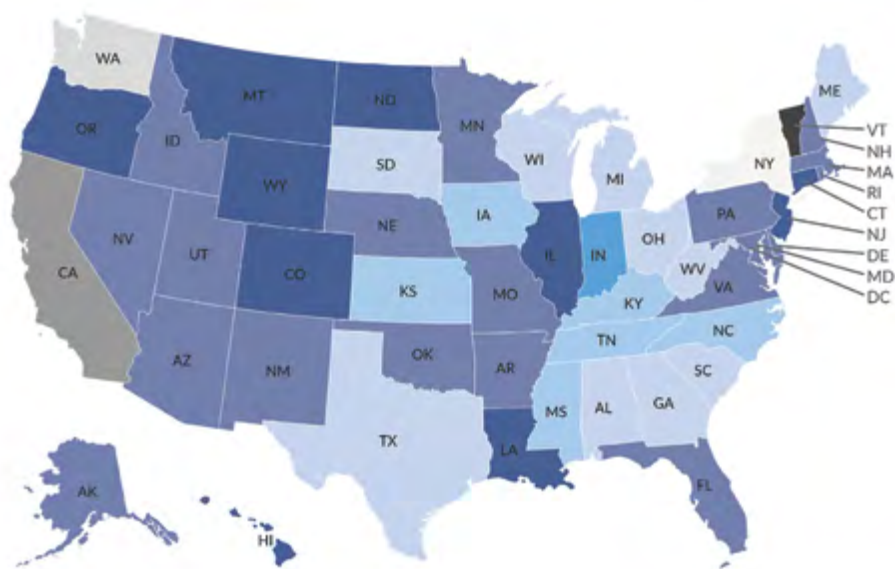 WA
MT
ND
MN
ME
VT
NH
MA
RI
CT
NJ
DE
MD
DC
OR
ID
WY
SD
WI
MI
NY
NV
UT
CO
NE
IA
IL
IN
OH
PA
CA
KS
MO
KY
WV
VA
AZ
NM
OK
AR
TN
NC
SC
TX
LA
MS
AL
GA
FL
AK
HI